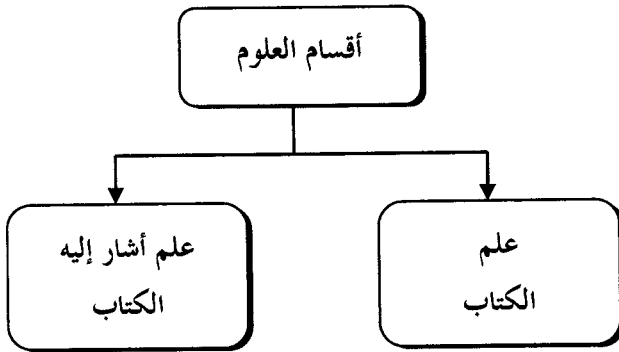 أقسام العلوم
علم
الكتاب
علم أشار إليه
الكتاب